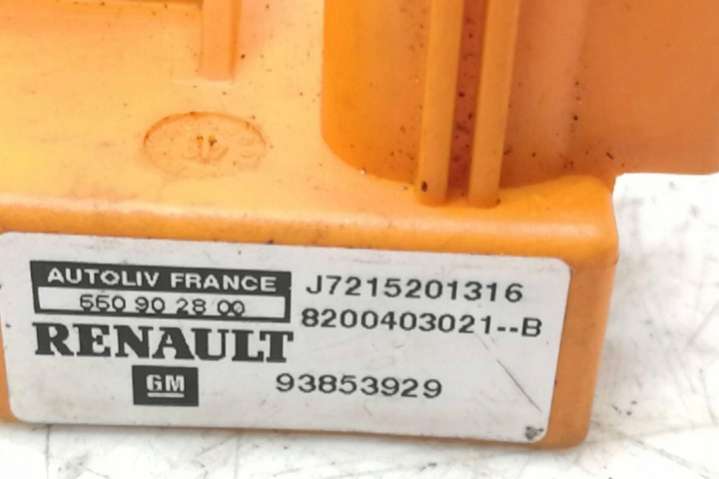 AUTOLIV FRANCE
550 90 28 00
RENAULT
GM
J7215201316
8200403021--B
93853929